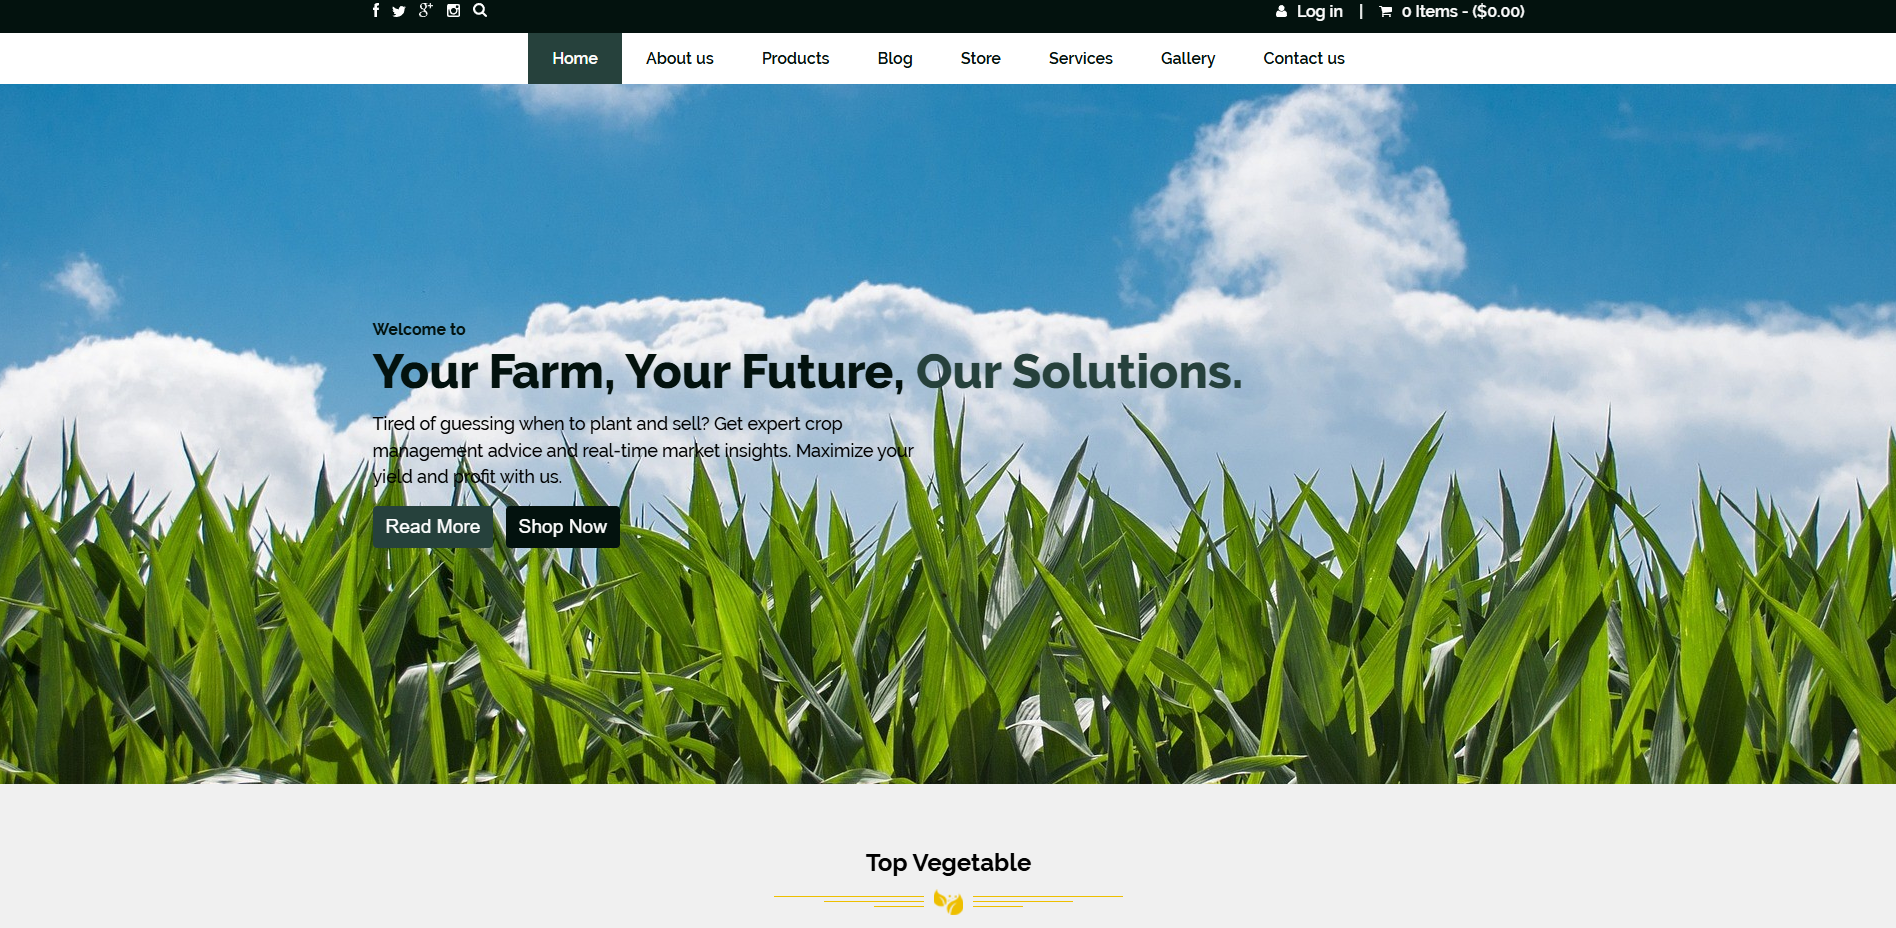 Log in | 0 Items - ($0.00)
Home About us Products Blog Store Services Gallery Contact us
Welcome to
Your Farm, Your Future, Our Solutions.
Tired of guessing when to plant and sell? Get expert crop
management advice and real-time market insights. Maximize your
yield and profit with us.
Read More Shop Now
Top Vegetable